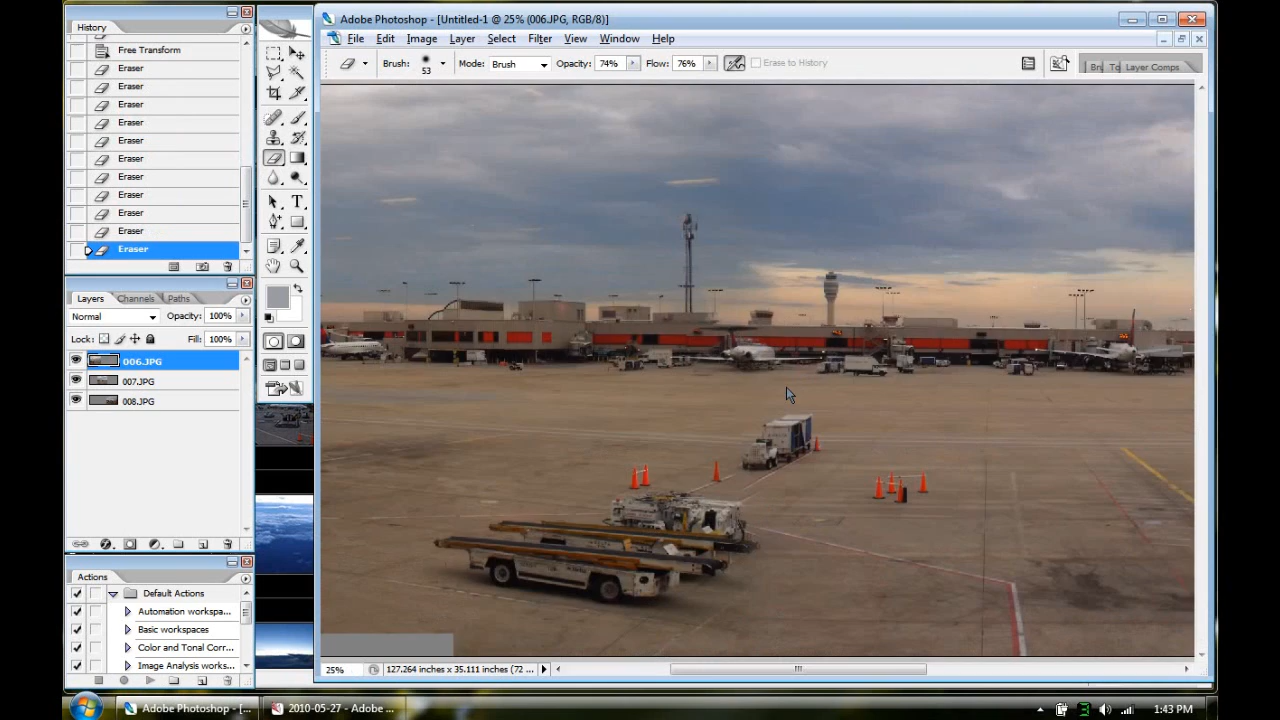 History
Free Transform
Eraser
Eraser
Eraser
Eraser
Eraser
Eraser
Eraser
Eraser
Eraser
Eraser
Eraser
Layers Channels Paths
Normal Opacity: 100%
Lock: Fill: 100%
006.JPG
007.JPG
008.JPG
Actions
Default Actions
Automation workspa...
Basic workspaces
Color and Tonal Corr...
Image Analysis works...
Adobe Photoshop - [Untitled-1 @ 25% (006.JPG, RGB/8)]
File Edit Image Layer Select Filter View Window Help
Brush: 53 Mode: Brush Opacity: 74% Flow: 76% Erase to History
Layer Comps
25% 127.264 inches x 35.111 inches (72 ...
Adobe Photoshop - [...
2010-05-27 - Adobe ...
1:43 PM